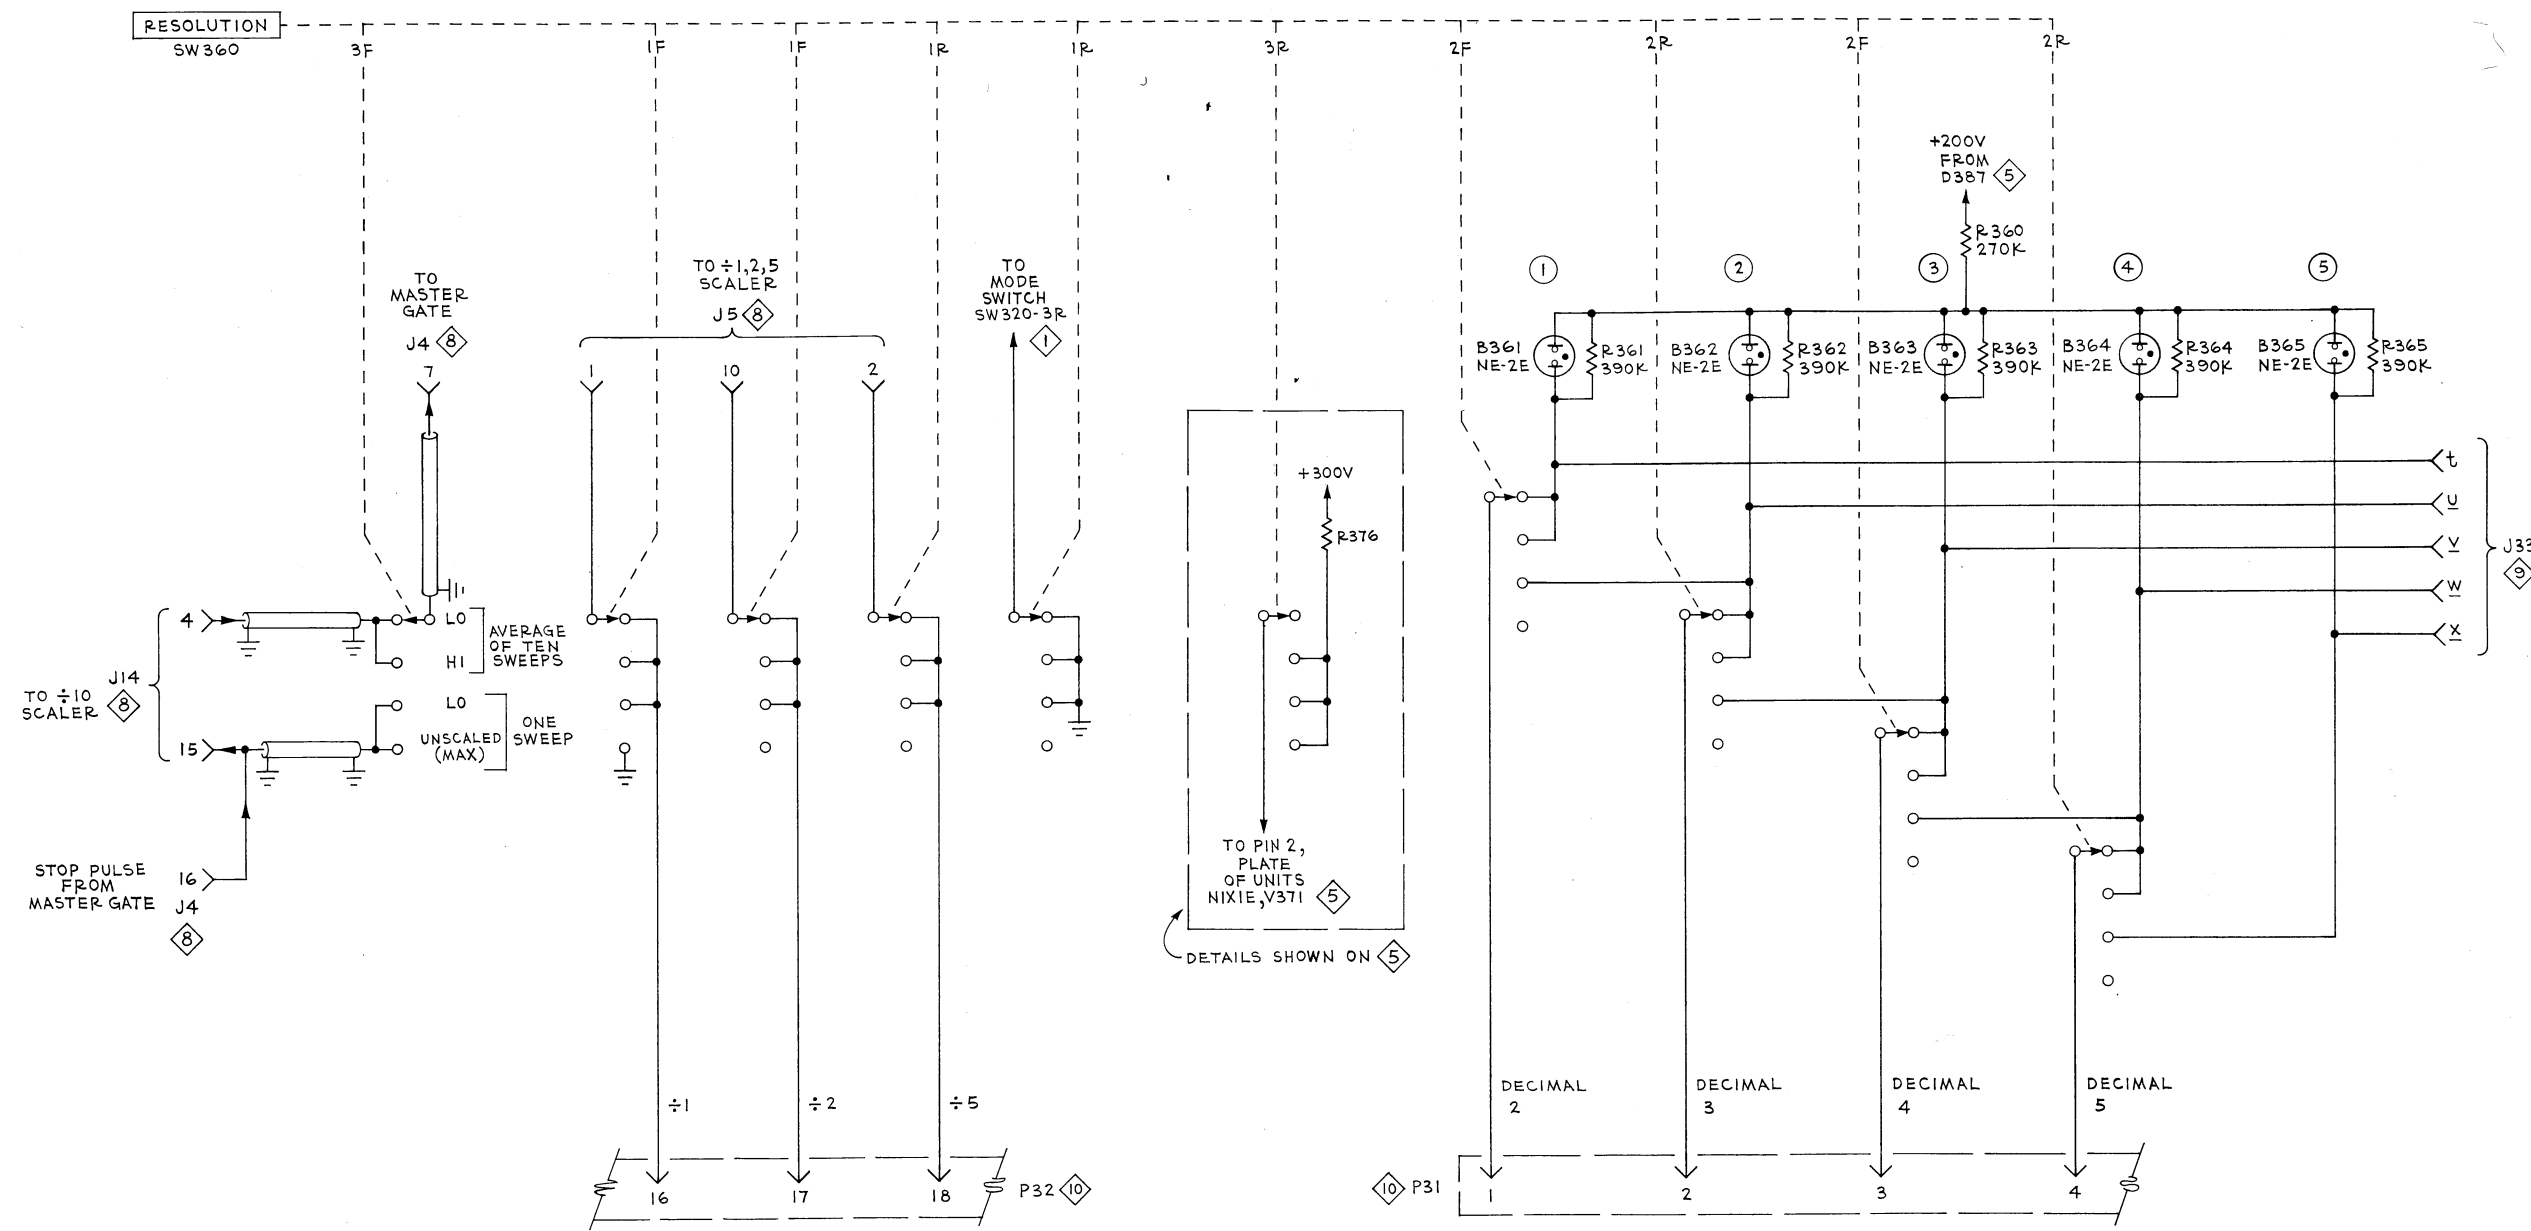 RESOLUTION
SW360
3F
1F
1F
1R
1R
3R
2F
2R
2F
2R
+200V
FROM
D387 5
R360
270K
TO
MASTER
GATE
J4 8
7
TO ÷1,2,5
SCALER
J5 8
1
10
2
TO
MODE
SWITCH
SW320-3R
1
1
2
3
4
5
B361
NE-2E
R361
390K
B362
NE-2E
R362
390K
B363
NE-2E
R363
390K
B364
NE-2E
R364
390K
B365
NE-2E
R365
390K
t
u
v
w
x
J33
9
+300V
R376
TO PIN 2,
PLATE
OF UNITS
NIXIE,V371 5
DETAILS SHOWN ON 5
4
J14
TO ÷10
SCALER 8
15
LO
HI
AVERAGE
OF TEN
SWEEPS
LO
UNSCALED
(MAX)
ONE
SWEEP
STOP PULSE
FROM
MASTER GATE
16
J4
8
÷1
÷2
÷5
16
17
18
P32 10
DECIMAL
2
DECIMAL
3
DECIMAL
4
DECIMAL
5
10 P31
1
2
3
4